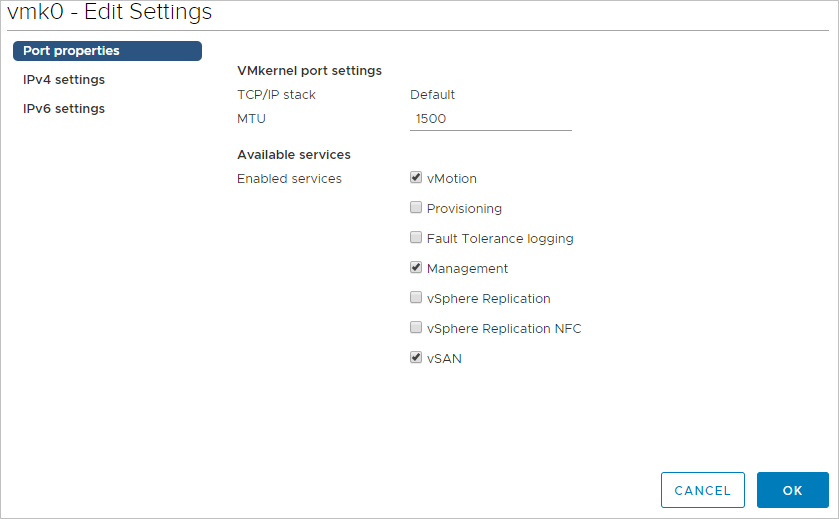 vmk0 - Edit Settings
Port properties
IPv4 settings
IPv6 settings
VMkernel port settings
TCP/IP stack Default
MTU 1500
Available services
Enabled services vMotion
Provisioning
Fault Tolerance logging
Management
vSphere Replication
vSphere Replication NFC
vSAN
CANCEL OK